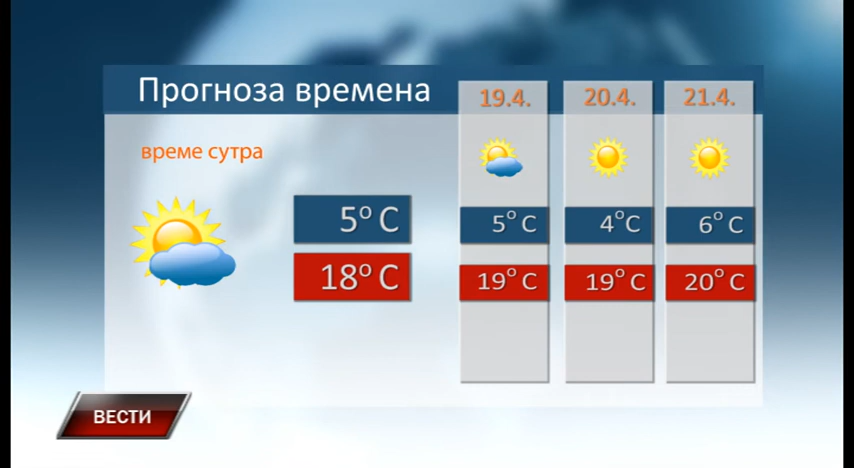 Прогноза времена
време сутра
5° C
18° C
19.4.
5° C
19° C
20.4.
4°C
19° C
21.4.
6° C
20° C
ВЕСТИ